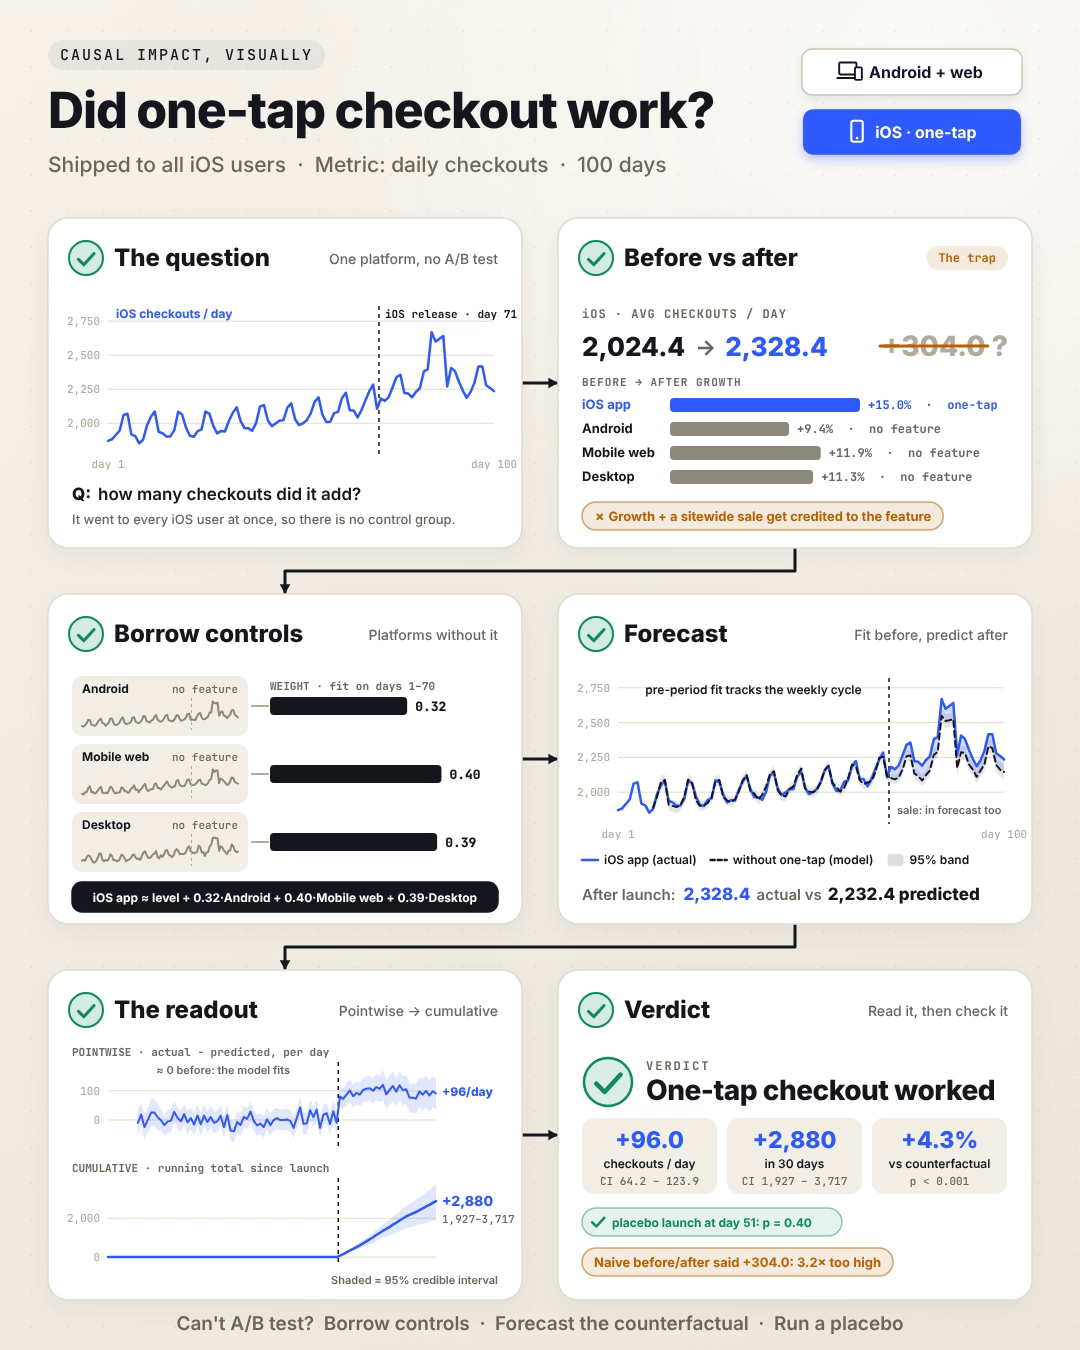 CAUSAL IMPACT, VISUALLY
Did one-tap checkout work?
Shipped to all iOS users · Metric: daily checkouts · 100 days
Android + web
iOS · one-tap
The question
One platform, no A/B test
iOS checkouts / day
iOS release · day 71
2,750
2,500
2,250
2,000
day 1
day 100
Q: how many checkouts did it add?
It went to every iOS user at once, so there is no control group.
Before vs after
The trap
iOS · AVG CHECKOUTS / DAY
2,024.4 → 2,328.4
+304.0 ?
BEFORE → AFTER GROWTH
iOS app +15.0% · one-tap
Android +9.4% · no feature
Mobile web +11.9% · no feature
Desktop +11.3% · no feature
× Growth + a sitewide sale get credited to the feature
Borrow controls
Platforms without it
WEIGHT · fit on days 1–70
Android no feature 0.32
Mobile web no feature 0.40
Desktop no feature 0.39
iOS app ≈ level + 0.32·Android + 0.40·Mobile web + 0.39·Desktop
Forecast
Fit before, predict after
pre-period fit tracks the weekly cycle
2,750
2,500
2,250
2,000
sale: in forecast too
day 1
day 100
iOS app (actual) without one-tap (model) 95% band
After launch: 2,328.4 actual vs 2,232.4 predicted
The readout
Pointwise → cumulative
POINTWISE · actual - predicted, per day
≈ 0 before: the model fits
100
0
+96/day
CUMULATIVE · running total since launch
+2,880
1,927–3,717
2,000
0
Shaded = 95% credible interval
Verdict
Read it, then check it
VERDICT
One-tap checkout worked
+96.0
checkouts / day
CI 64.2 – 123.9
+2,880
in 30 days
CI 1,927 – 3,717
+4.3%
vs counterfactual
p < 0.001
placebo launch at day 51: p = 0.40
Naive before/after said +304.0: 3.2× too high
Can't A/B test? Borrow controls · Forecast the counterfactual · Run a placebo